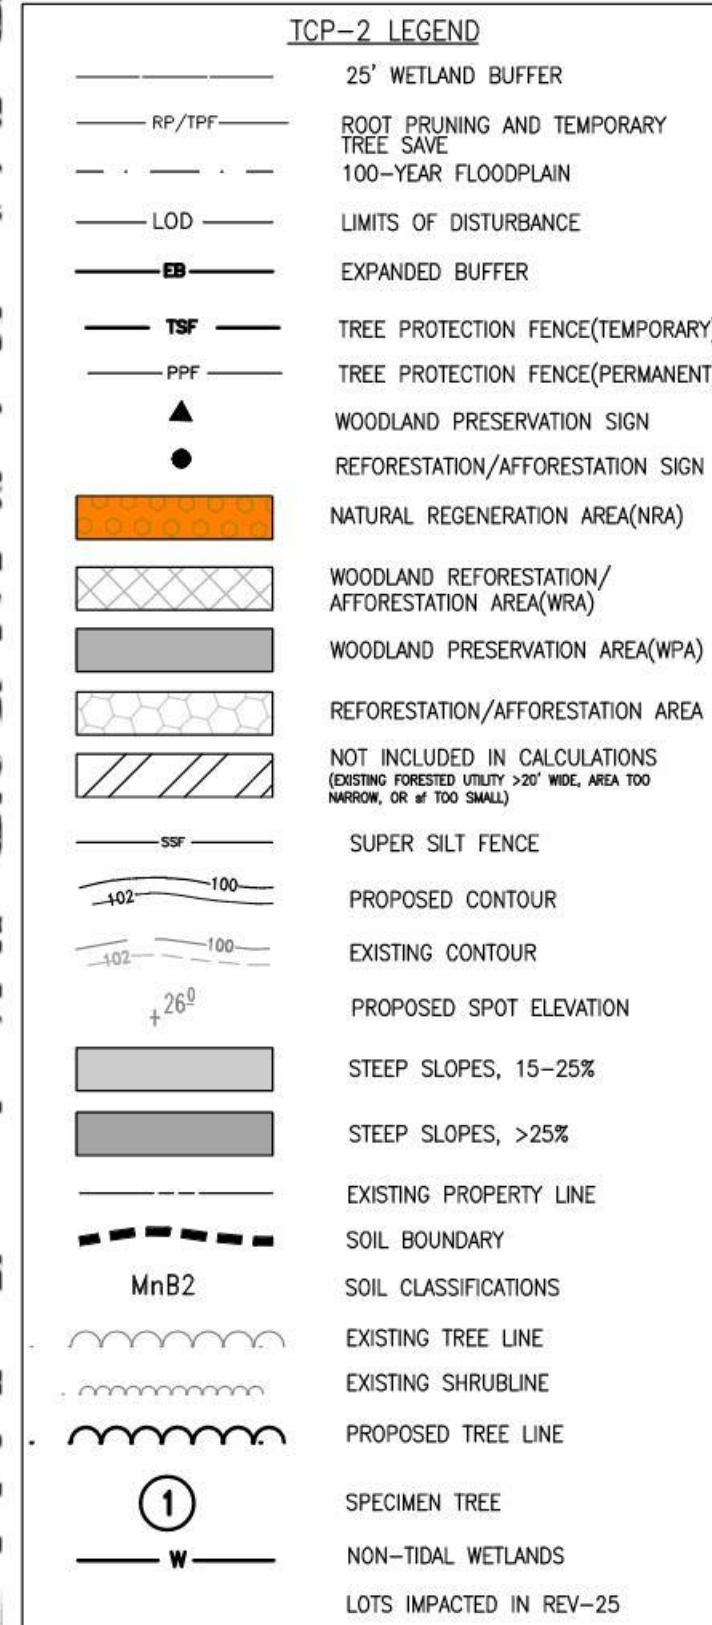 TCP-2 LEGEND
25' WETLAND BUFFER
RP/TPF
ROOT PRUNING AND TEMPORARY
TREE SAVE
100-YEAR FLOODPLAIN
LOD
LIMITS OF DISTURBANCE
EB
EXPANDED BUFFER
TSF
TREE PROTECTION FENCE(TEMPORARY)
PPF
TREE PROTECTION FENCE(PERMANENT
WOODLAND PRESERVATION SIGN
REFORESTATION/AFFORESTATION SIGN
NATURAL REGENERATION AREA(NRA)
WOODLAND REFORESTATION/
AFFORESTATION AREA(WRA)
WOODLAND PRESERVATION AREA(WPA)
REFORESTATION/AFFORESTATION AREA
NOT INCLUDED IN CALCULATIONS
(EXISTING FORESTED UTILITY >20' WIDE, AREA TOO
NARROW, OR sf TOO SMALL)
SSF
SUPER SILT FENCE
100
102
PROPOSED CONTOUR
100
102
EXISTING CONTOUR
+26⁰
PROPOSED SPOT ELEVATION
STEEP SLOPES, 15-25%
STEEP SLOPES, >25%
EXISTING PROPERTY LINE
SOIL BOUNDARY
MnB2
SOIL CLASSIFICATIONS
EXISTING TREE LINE
EXISTING SHRUBLINE
PROPOSED TREE LINE
1
SPECIMEN TREE
W
NON-TIDAL WETLANDS
LOTS IMPACTED IN REV-25